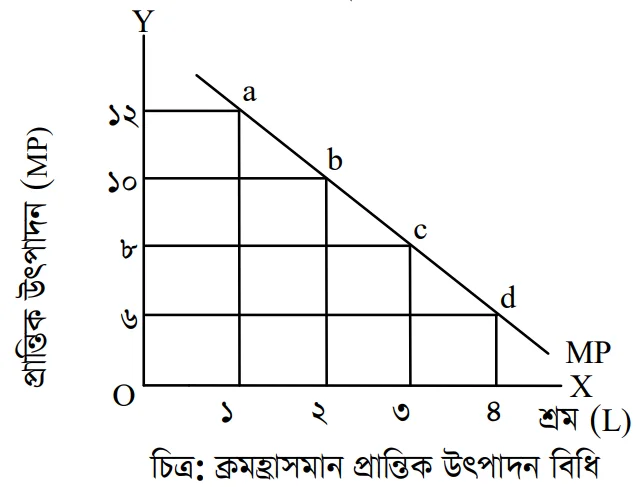 Y
প্রান্তিক উৎপাদন (MP)
১২
a
১০
b
৮
c
৬
d
MP
O
X
১
২
৩
৪
শ্রম (L)
চিত্র: ক্রমহ্রাসমান প্রান্তিক উৎপাদন বিধি